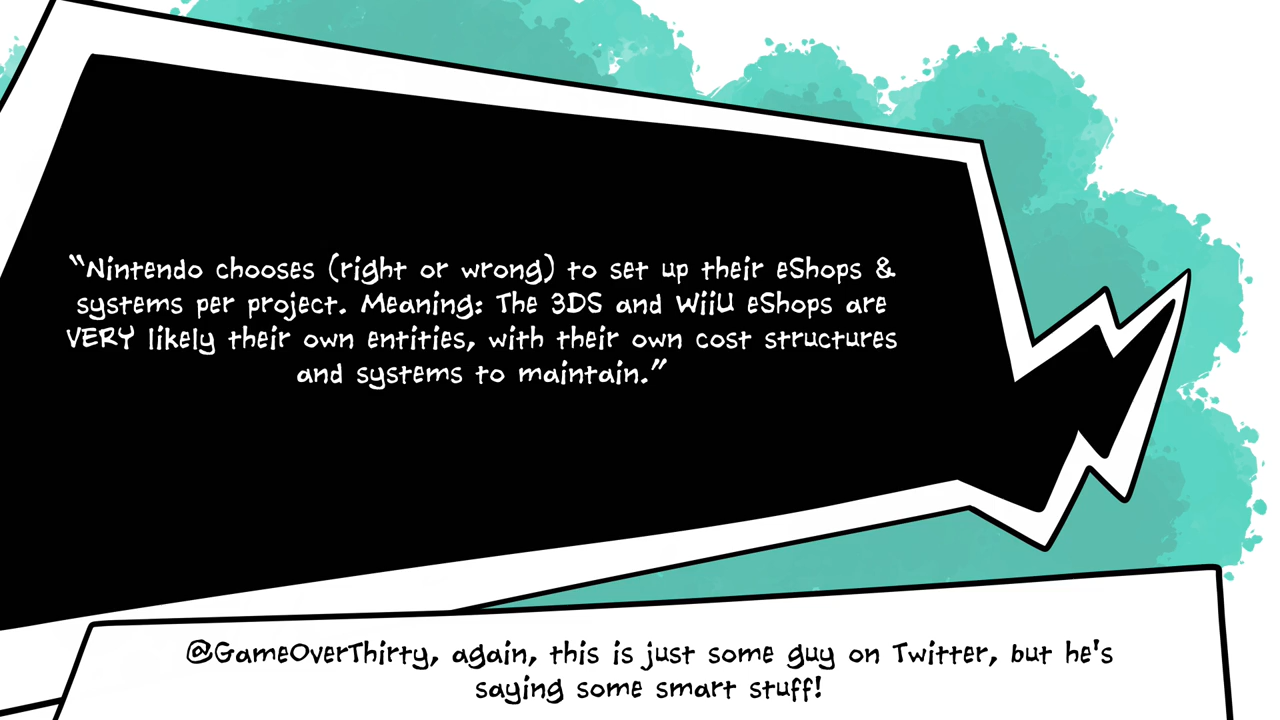 “Nintendo chooses (right or wrong) to set up their eShops &
systems per project. Meaning: The 3DS and WiiU eShops are
VERY likely their own entities, with their own cost structures
and systems to maintain.”
@GameOverThirty, again, this is just some guy on Twitter, but he's
saying some smart stuff!